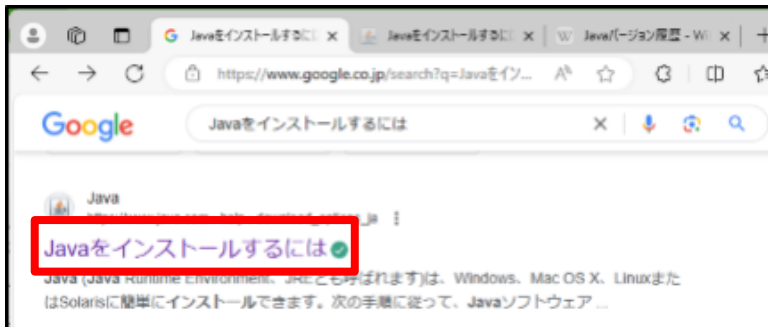 Javaをインストールするに
Javaをインストールするに
Javaバージョン履歴 - Wi
https://www.google.co.jp/search?q=Javaをイン...
Google
Javaをインストールするには
Java
Javaをインストールするには
Java (Java Runtime Environment、JREとも呼ばれます)は、Windows、Mac OS X、Linuxまた
はSolarisに簡単にインストールできます。次の手順に従って、Javaソフトウェア ...